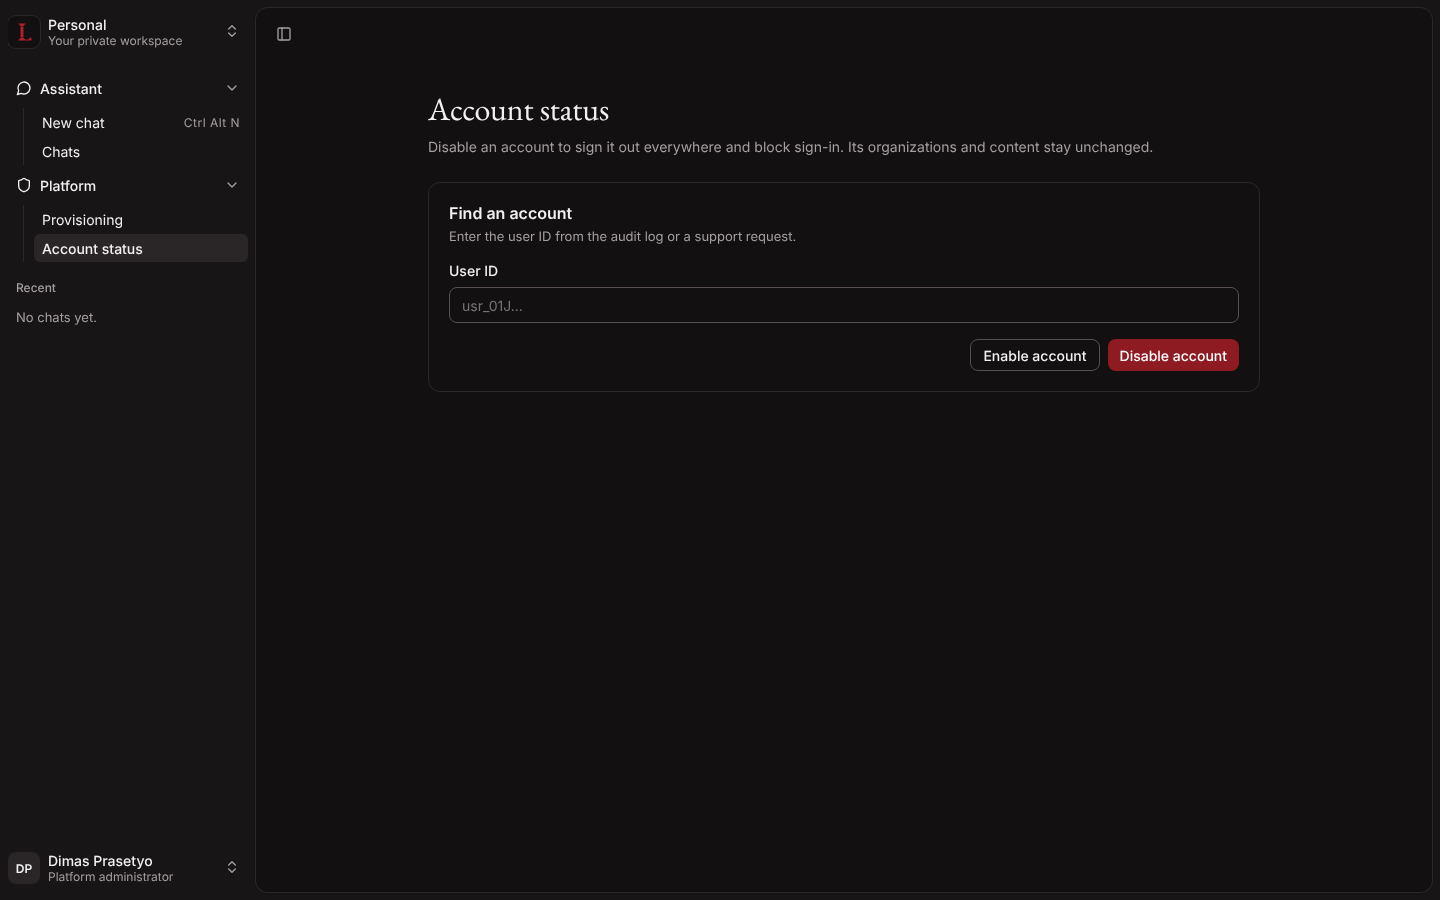 L
Personal
Your private workspace
Assistant
New chat
Ctrl Alt N
Chats
Platform
Provisioning
Account status
Recent
No chats yet.
Dimas Prasetyo
DP
Platform administrator
Account status
Disable an account to sign it out everywhere and block sign-in. Its organizations and content stay unchanged.
Find an account
Enter the user ID from the audit log or a support request.
User ID
usr_01J...
Enable account
Disable account